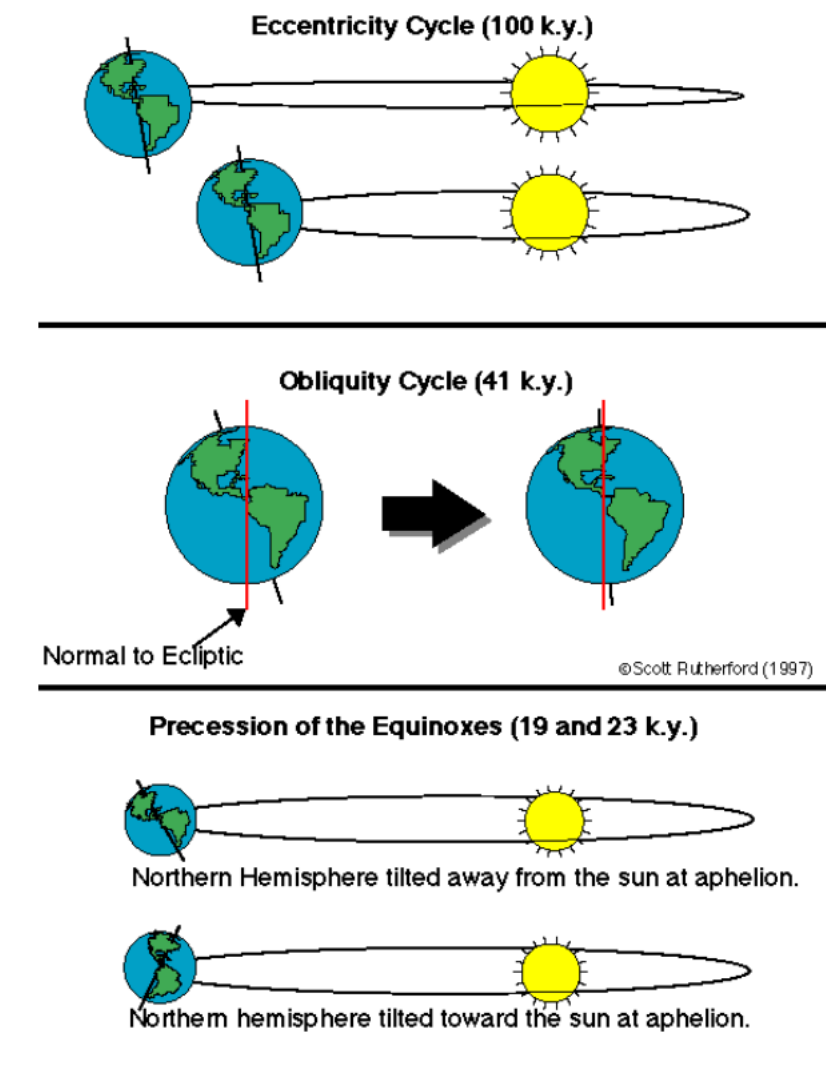 Eccentricity Cycle (100 k.y.)
Obliquity Cycle (41 k.y.)
Normal to Ecliptic
©Scott Rutherford (1997)
Precession of the Equinoxes (19 and 23 k.y.)
Northern Hemisphere tilted away from the sun at aphelion.
Northern hemisphere tilted toward the sun at aphelion.